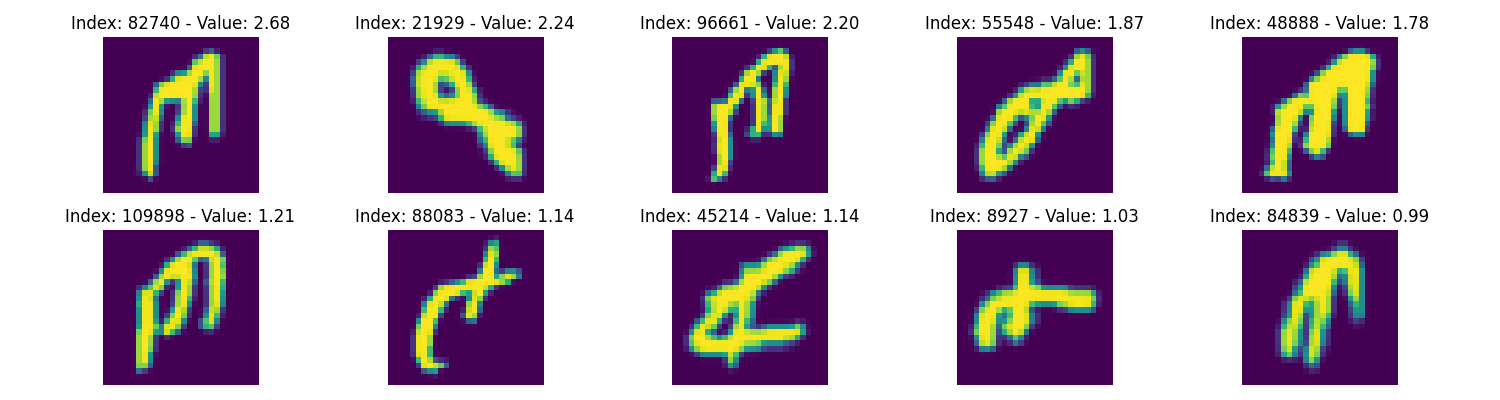 Index: 82740 - Value: 2.68
Index: 21929 - Value: 2.24
Index: 96661 - Value: 2.20
Index: 55548 - Value: 1.87
Index: 48888 - Value: 1.78
Index: 109898 - Value: 1.21
Index: 88083 - Value: 1.14
Index: 45214 - Value: 1.14
Index: 8927 - Value: 1.03
Index: 84839 - Value: 0.99